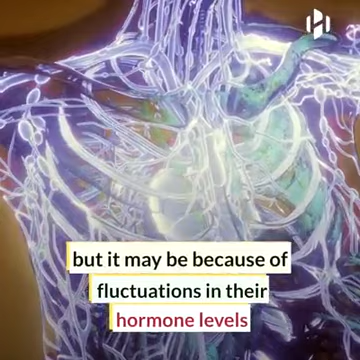 but it may be because of
fluctuations in their
hormone levels